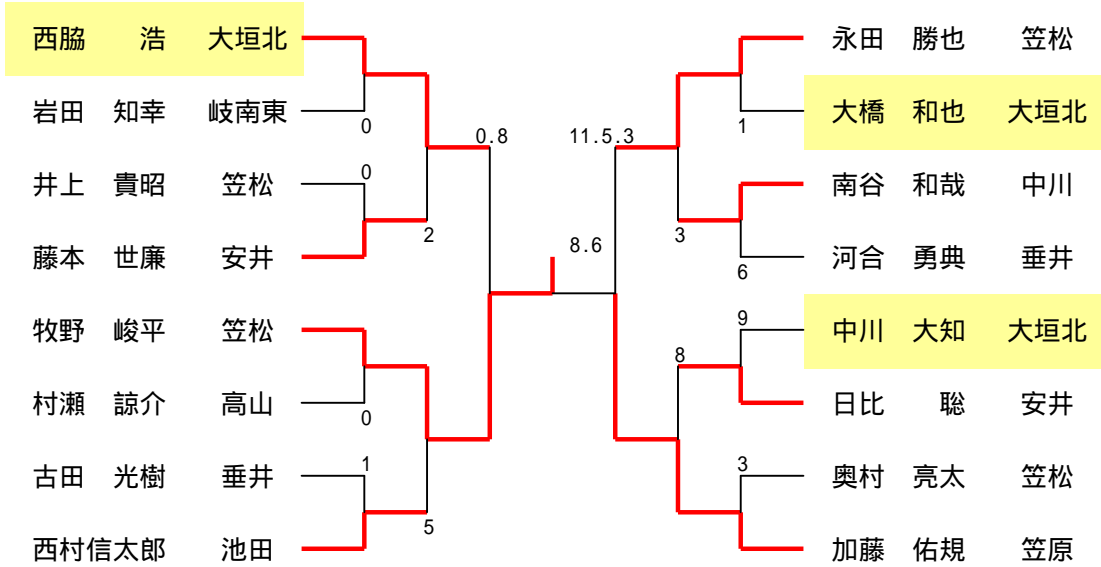 西脇 浩 大垣北
岩田 知幸 岐南東
0
井上 貴昭 笠松
0
藤本 世廉 安井
2
0.8
牧野 峻平 笠松
村瀬 諒介 高山
0
古田 光樹 垂井
1
西村信太郎 池田
5
8.6
永田 勝也 笠松
大橋 和也 大垣北
1
11.5.3
南谷 和哉 中川
3
河合 勇典 垂井
6
中川 大知 大垣北
9
8
日比 聡 安井
奥村 亮太 笠松
3
加藤 佑規 笠原